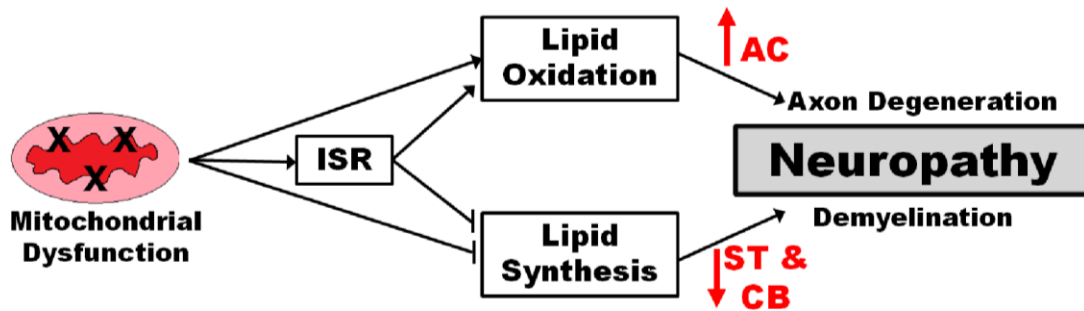 Lipid
Oxidation
AC
Axon Degeneration
X X
X
ISR
Neuropathy
Mitochondrial
Dysfunction
Lipid
Synthesis
Demyelination
ST &
CB